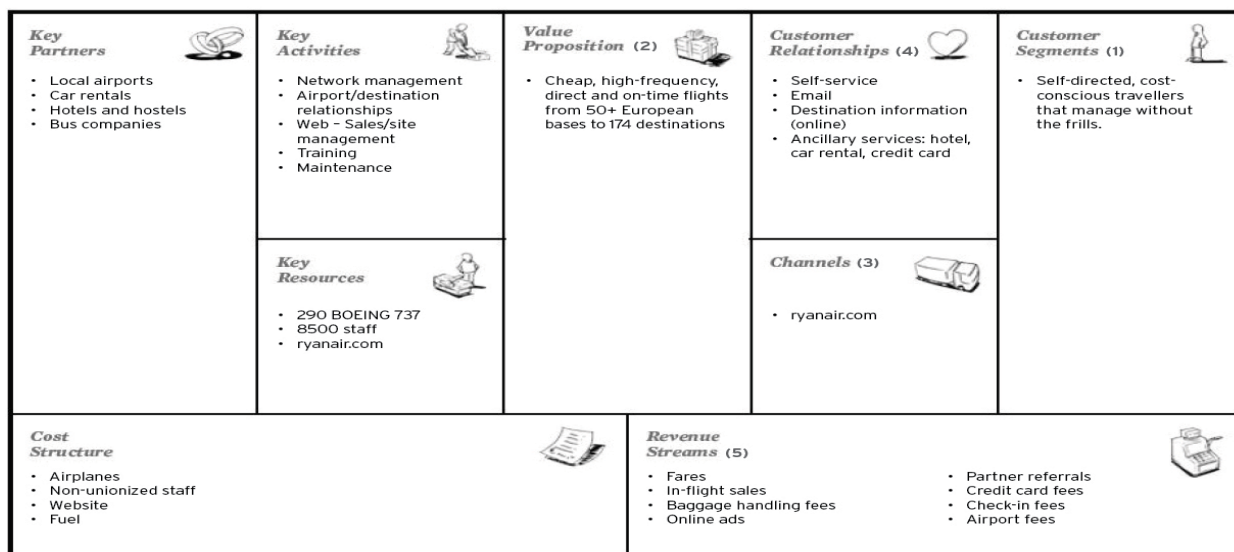 Key
Partners
• Local airports
• Car rentals
• Hotels and hostels
• Bus companies
Key
Activities
• Network management
• Airport/destination
relationships
• Web – Sales/site
management
• Training
• Maintenance
Key
Resources
• 290 BOEING 737
• 8500 staff
• ryanair.com
Value
Proposition (2)
• Cheap, high-frequency,
direct and on-time flights
from 50+ European
bases to 174 destinations
Customer
Relationships (4)
• Self-service
• Email
• Destination information
(online)
• Ancillary services: hotel,
car rental, credit card
Channels (3)
• ryanair.com
Customer
Segments (1)
• Self-directed, cost-
conscious travellers
that manage without
the frills.
Cost
Structure
• Airplanes
• Non-unionized staff
• Website
• Fuel
Revenue
Streams (5)
• Fares
• In-flight sales
• Baggage handling fees
• Online ads
• Partner referrals
• Credit card fees
• Check-in fees
• Airport fees